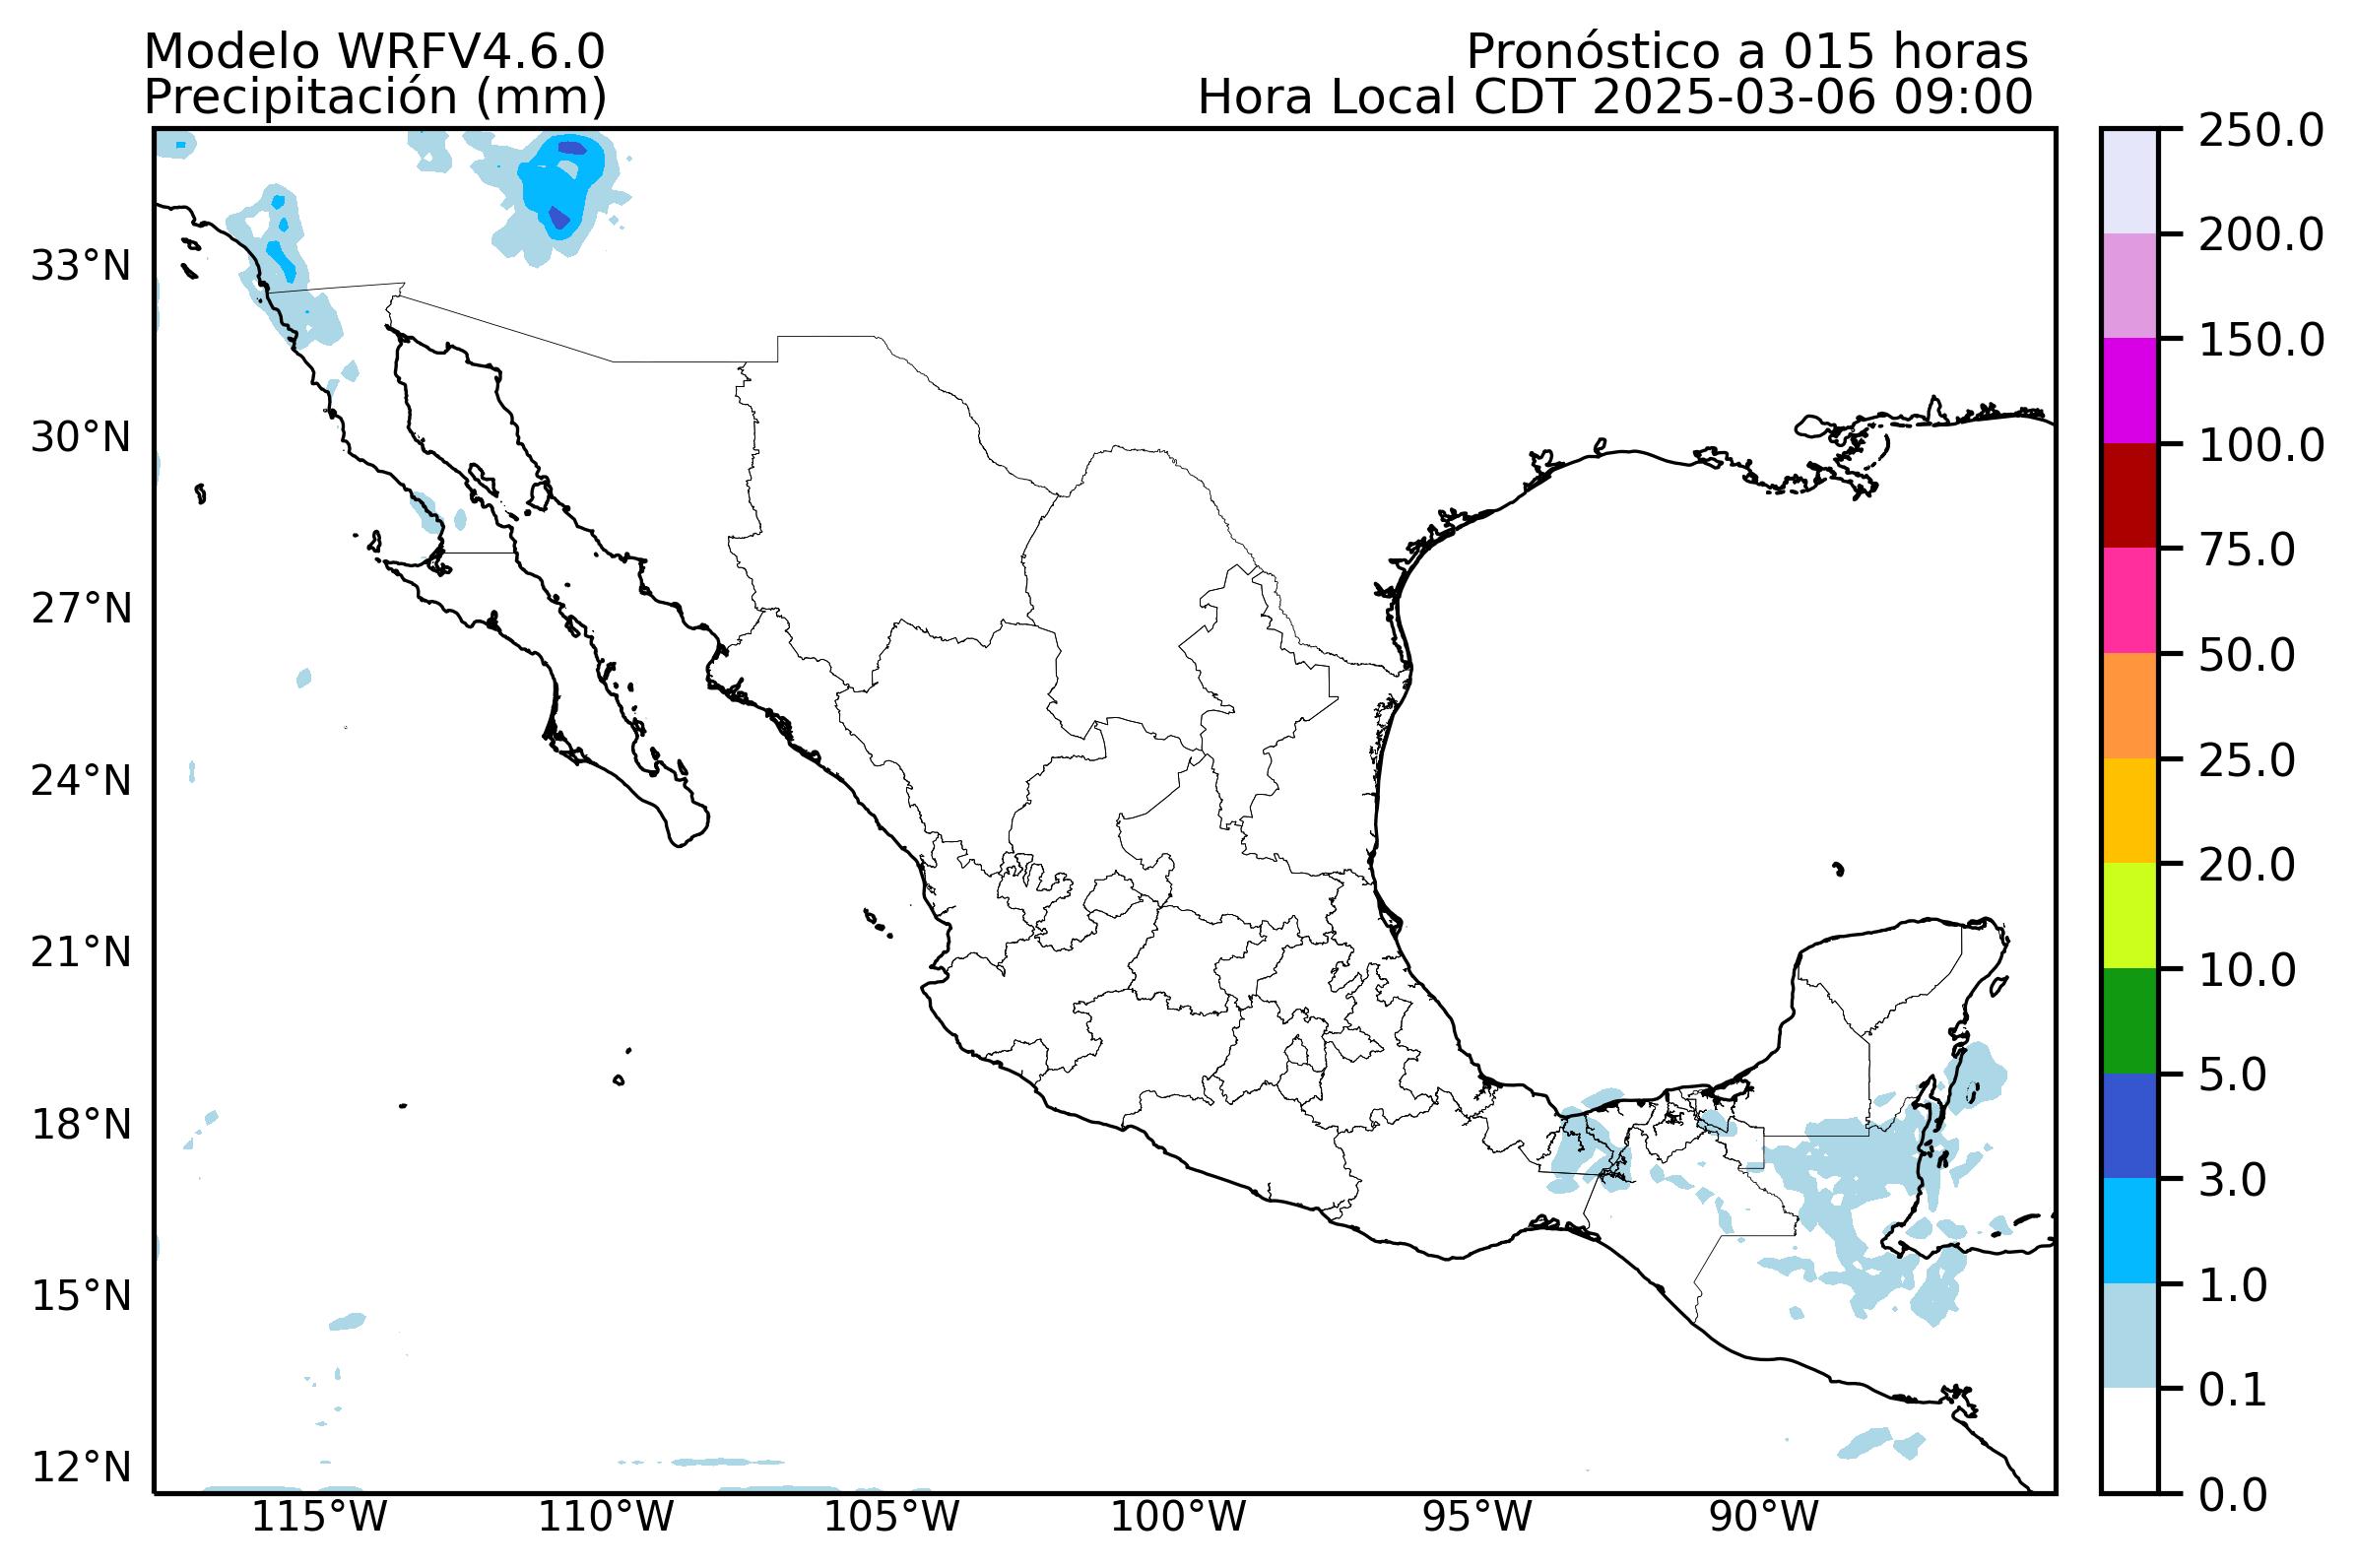 Modelo WRFV4.6.0
Precipitación (mm)
Pronóstico a 015 horas
Hora Local CDT 2025-03-06 09:00
33°N
30°N
27°N
24°N
21°N
18°N
15°N
12°N
115°W
110°W
105°W
100°W
95°W
90°W
250.0
200.0
150.0
100.0
75.0
50.0
25.0
20.0
10.0
5.0
3.0
1.0
0.1
0.0